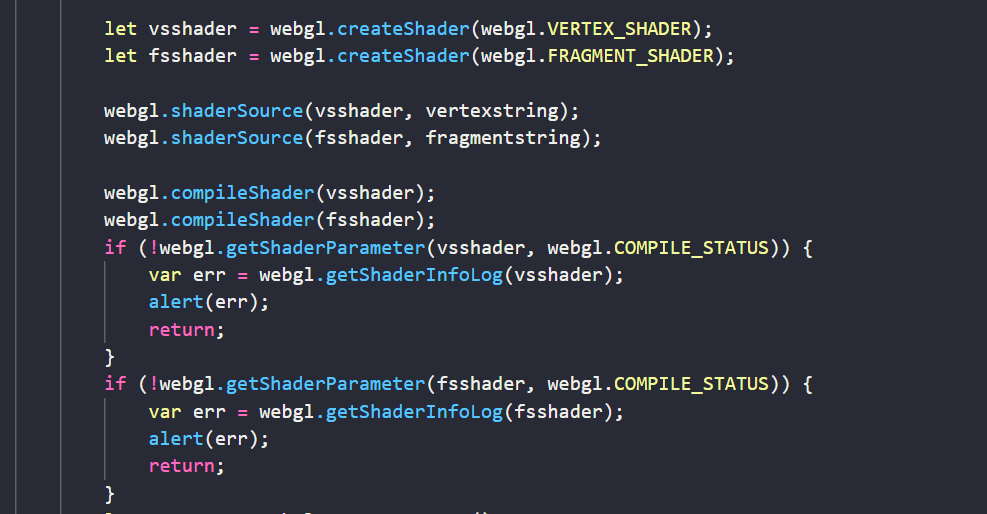 let vsshader = webgl.createShader(webgl.VERTEX_SHADER);
let fsshader = webgl.createShader(webgl.FRAGMENT_SHADER);
webgl.shaderSource(vsshader, vertexstring);
webgl.shaderSource(fsshader, fragmentstring);
webgl.compileShader(vsshader);
webgl.compileShader(fsshader);
if (!webgl.getShaderParameter(vsshader, webgl.COMPILE_STATUS)) {
var err = webgl.getShaderInfoLog(vsshader);
alert(err);
return;
}
if (!webgl.getShaderParameter(fsshader, webgl.COMPILE_STATUS)) {
var err = webgl.getShaderInfoLog(fsshader);
alert(err);
return;
}